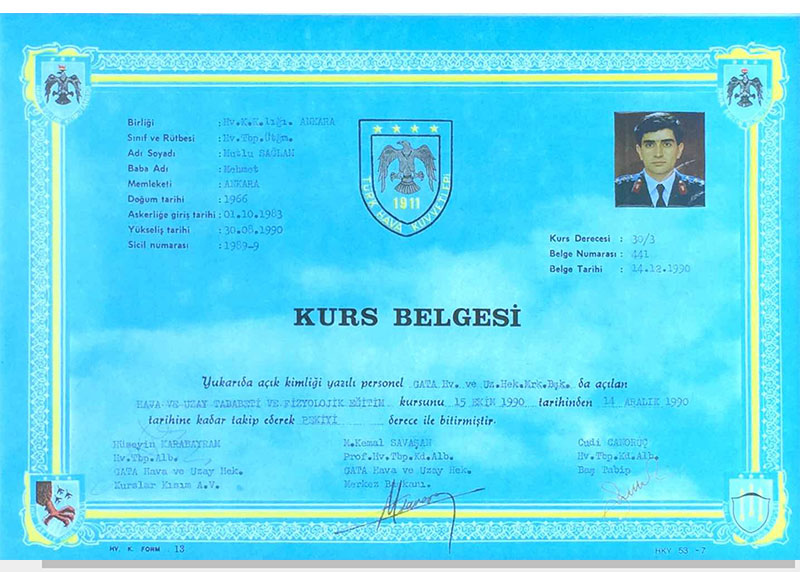 Birliği : Hv.K.K.lığı. ANKARA
Sınıf ve Rütbesi : Hv.Tbp.Ütğm.
Adı Soyadı : Mutlu SAĞLAM
Baba Adı : Mehmet
Memleketi : ANKARA
Doğum tarihi : 1966
Askerliğe giriş tarihi : 01.10.1983
Yükseliş tarihi : 30.08.1990
Sicil numarası : 1989-9
1911
TÜRK HAVA KUVVETLERİ
Kurs Derecesi : 30/3
Belge Numarası : 441
Belge Tarihi : 14.12.1990
KURS BELGESİ
Yukarıda açık kimliği yazılı personel GATA Hv. ve Uz.Hek.Mrk.Bşk. da açılan
HAVA VE UZAY TABABETİ VE FİZYOLOJİK EĞİTİM kursunu 15 EKİM 1990 tarihinden 14 ARALIK 1990
tarihine kadar takip ederek PEKİYİ derece ile bitirmiştir.
Hüseyin KARABAYRAM M.Kemal SAVAŞAN Cudi CANORUÇ
Hv.Tbp.Alb. Prof.Hv.Tbp.Kd.Alb. Hv.Tbp.Kd.Alb.
GATA Hava ve Uzay Hek. GATA Hava ve Uzay Hek. Baş Tabip
Kurslar Kısım A.V. Merkez Başkanı.
HV. K. FOHM . 13 HKY 53 -7